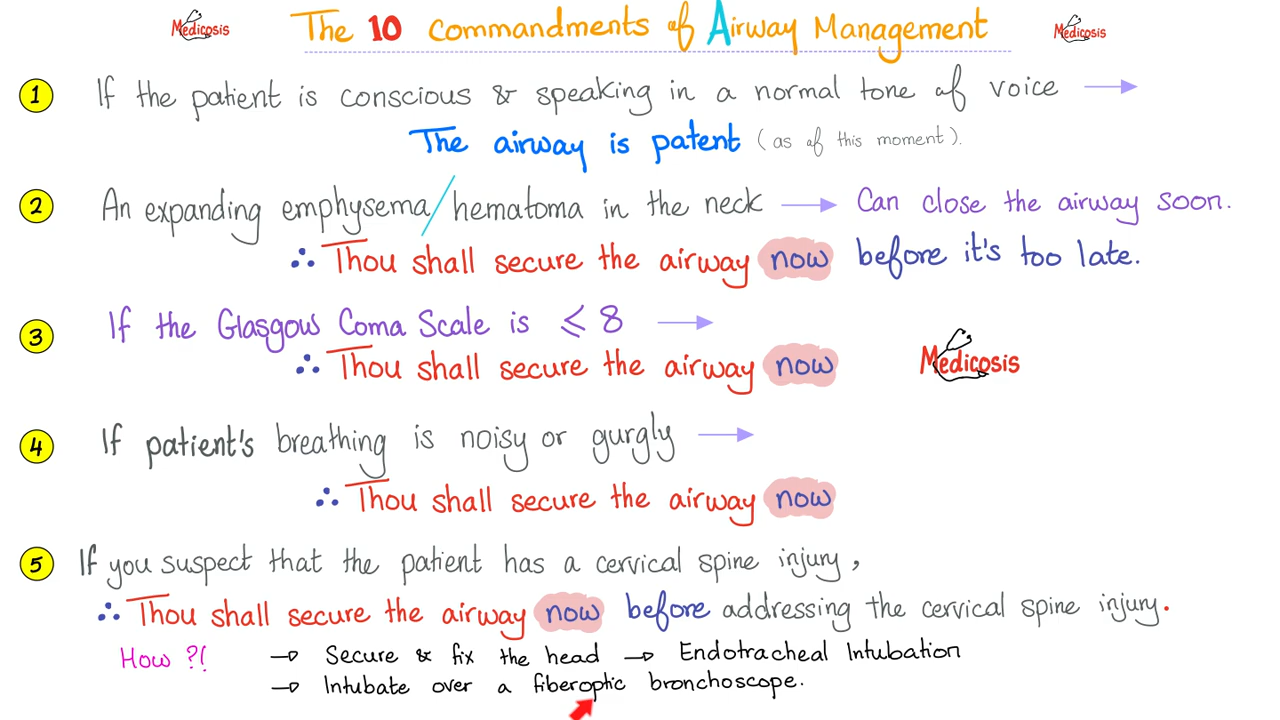 Medicosis
The 10 Commandments of Airway Management
Medicosis
1 If the patient is conscious & speaking in a normal tone of voice →
The airway is patent (as of this moment).
2 An expanding emphysema/hematoma in the neck → Can close the airway soon.
∴ Thou shall secure the airway now before it's too late.
3 If the Glasgow Coma Scale is ≤ 8 →
∴ Thou shall secure the airway now
Medicosis
4 If patient's breathing is noisy or gurgly →
∴ Thou shall secure the airway now
5 If you suspect that the patient has a cervical spine injury,
∴ Thou shall secure the airway now before addressing the cervical spine injury.
How ?! → Secure & fix the head → Endotracheal Intubation
→ Intubate over a fiberoptic bronchoscope.